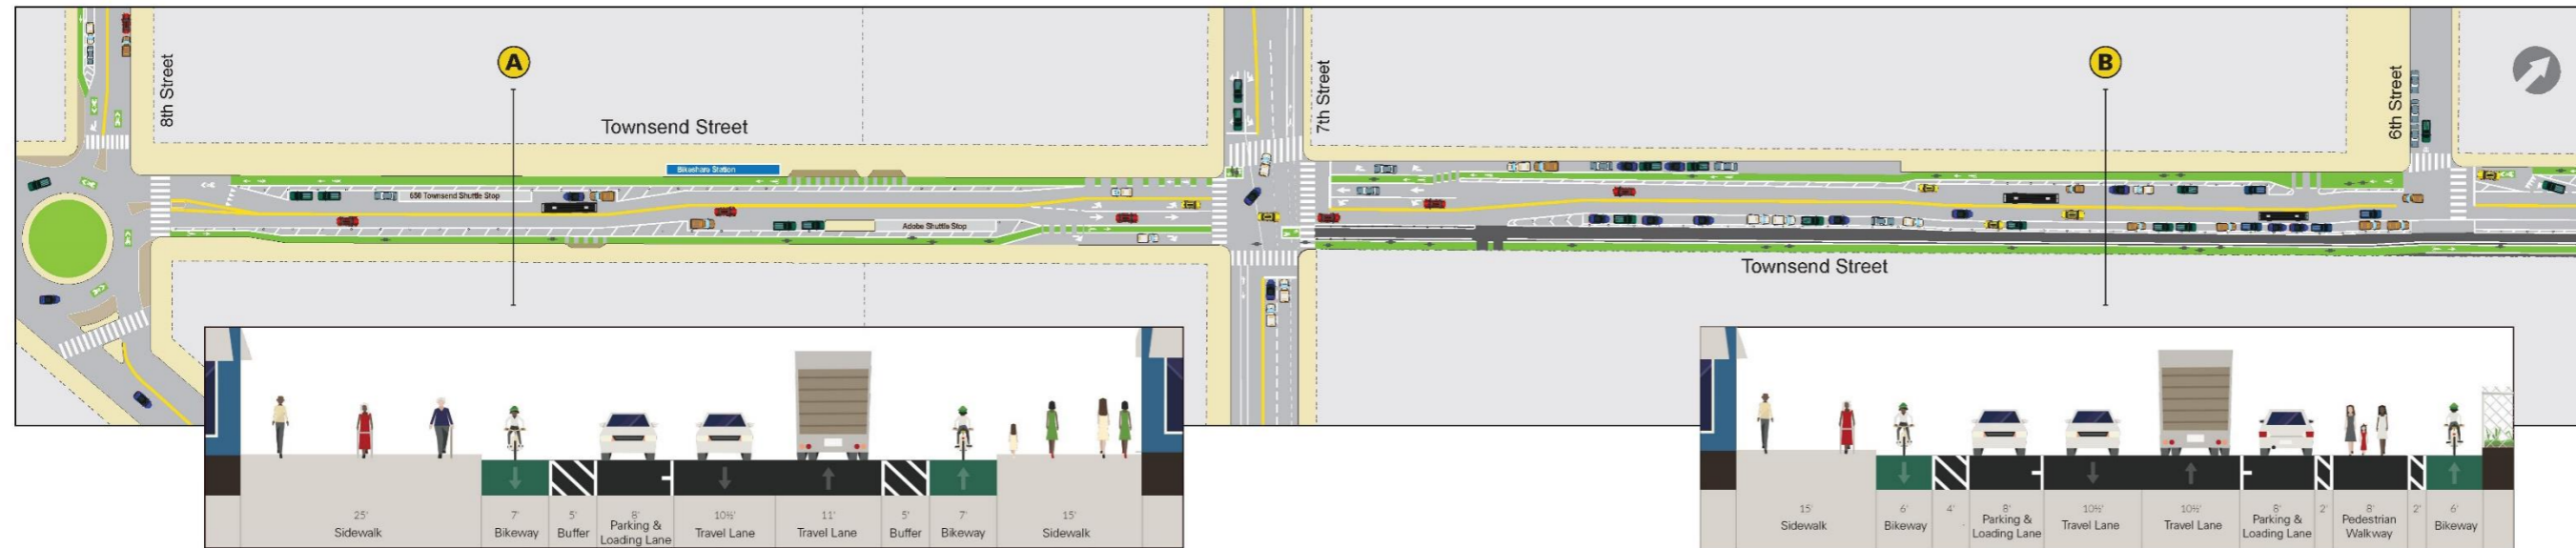 A
B
8th Street
Townsend Street
7th Street
6th Street
Bikeshare Station
650 Townsend Shuttle Stop
Adobe Shuttle Stop
Townsend Street
25'
Sidewalk
7'
Bikeway
5'
Buffer
8'
Parking &
Loading Lane
10½'
Travel Lane
11'
Travel Lane
5'
Buffer
7'
Bikeway
15'
Sidewalk
15'
Sidewalk
6'
Bikeway
4'
8'
Parking &
Loading Lane
10½'
Travel Lane
10½'
Travel Lane
8'
Parking &
Loading Lane
2'
8'
Pedestrian
Walkway
2'
6'
Bikeway